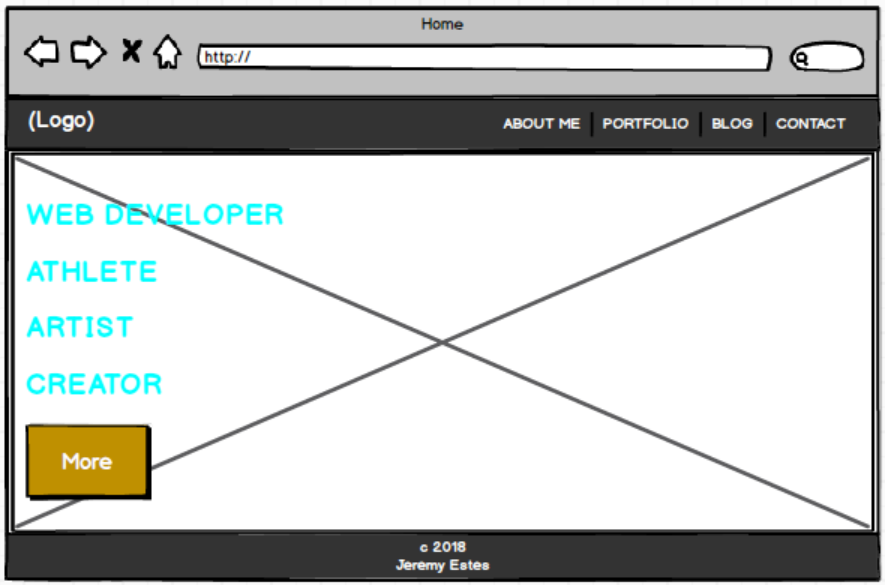 Home
http://
(Logo)
ABOUT ME
PORTFOLIO
BLOG
CONTACT
WEB DEVELOPER
ATHLETE
ARTIST
CREATOR
More
c 2018
Jeremy Estes